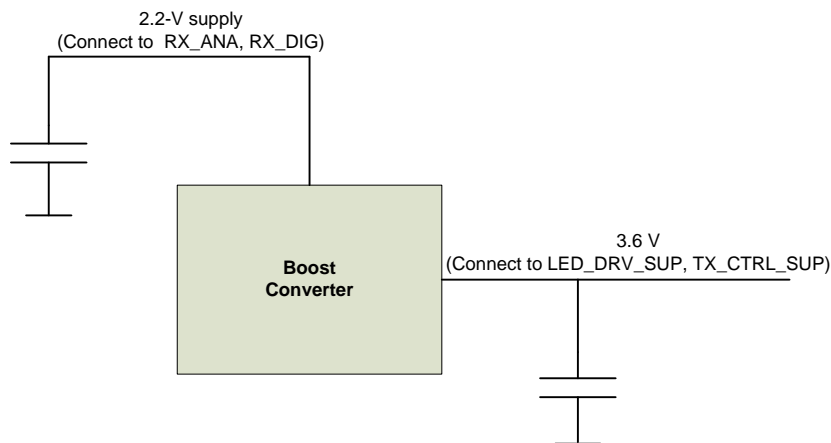 2.2-V supply
(Connect to RX_ANA, RX_DIG)
Boost
Converter
3.6 V
(Connect to LED_DRV_SUP, TX_CTRL_SUP)